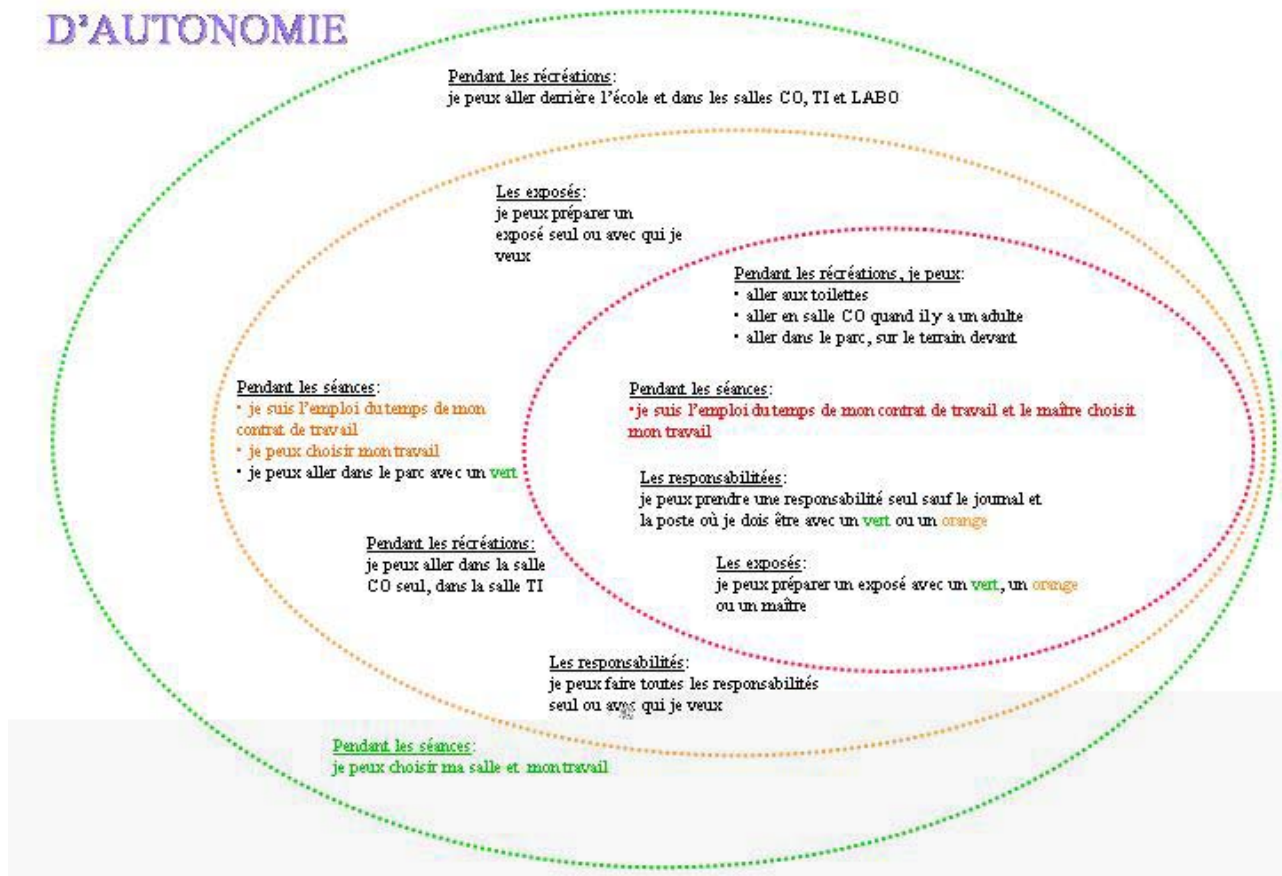 D'AUTONOMIE
Pendant les récréations:
je peux aller derrière l'école et dans les salles CO, TI et LABO
Les exposés:
je peux préparer un
exposé seul ou avec qui je
veux
Pendant les récréations, je peux:
• aller aux toilettes
• aller en salle CO quand il y a un adulte
• aller dans le parc, sur le terrain devant
Pendant les séances:
• je suis l'emploi du temps de mon
contrat de travail
• je peux choisir mon travail
• je peux aller dans le parc avec un vert
Pendant les séances:
•je suis l'emploi du temps de mon contrat de travail et le maître choisit
mon travail
Les responsabilitées:
je peux prendre une responsabilité seul sauf le journal et
la poste où je dois être avec un vert ou un orange
Pendant les récréations:
je peux aller dans la salle
CO seul, dans la salle TI
Les exposés:
je peux préparer un exposé avec un vert, un orange
ou un maître
Les responsabilités:
je peux faire toutes les responsabilités
seul ou avec qui je veux
Pendant les séances:
je peux choisir ma salle et mon travail